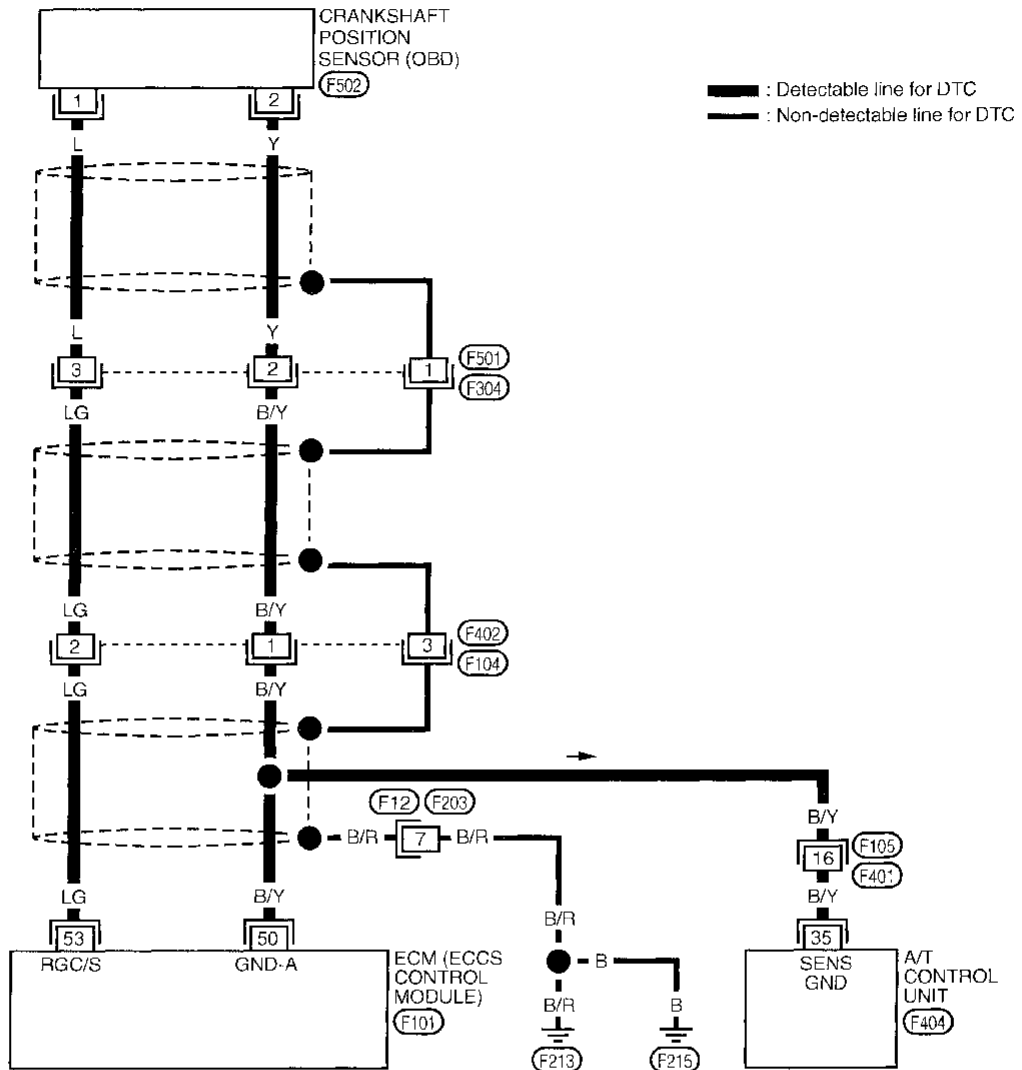 CRANKSHAFT
POSITION
SENSOR (OBD)
F502
1
2
: Detectable line for DTC
: Non-detectable line for DTC
L
Y
L
Y
3
2
1
F501
F304
LG
B/Y
LG
B/Y
2
1
3
F402
F104
LG
B/Y
F12
F203
B/R
7
B/R
B/Y
16
F105
F401
LG
B/Y
B/Y
53
50
B/R
35
RGC/S
GND-A
ECM (ECCS
CONTROL
MODULE)
F101
B
SENS
GND
A/T
CONTROL
UNIT
F404
B/R
B
F213
F215